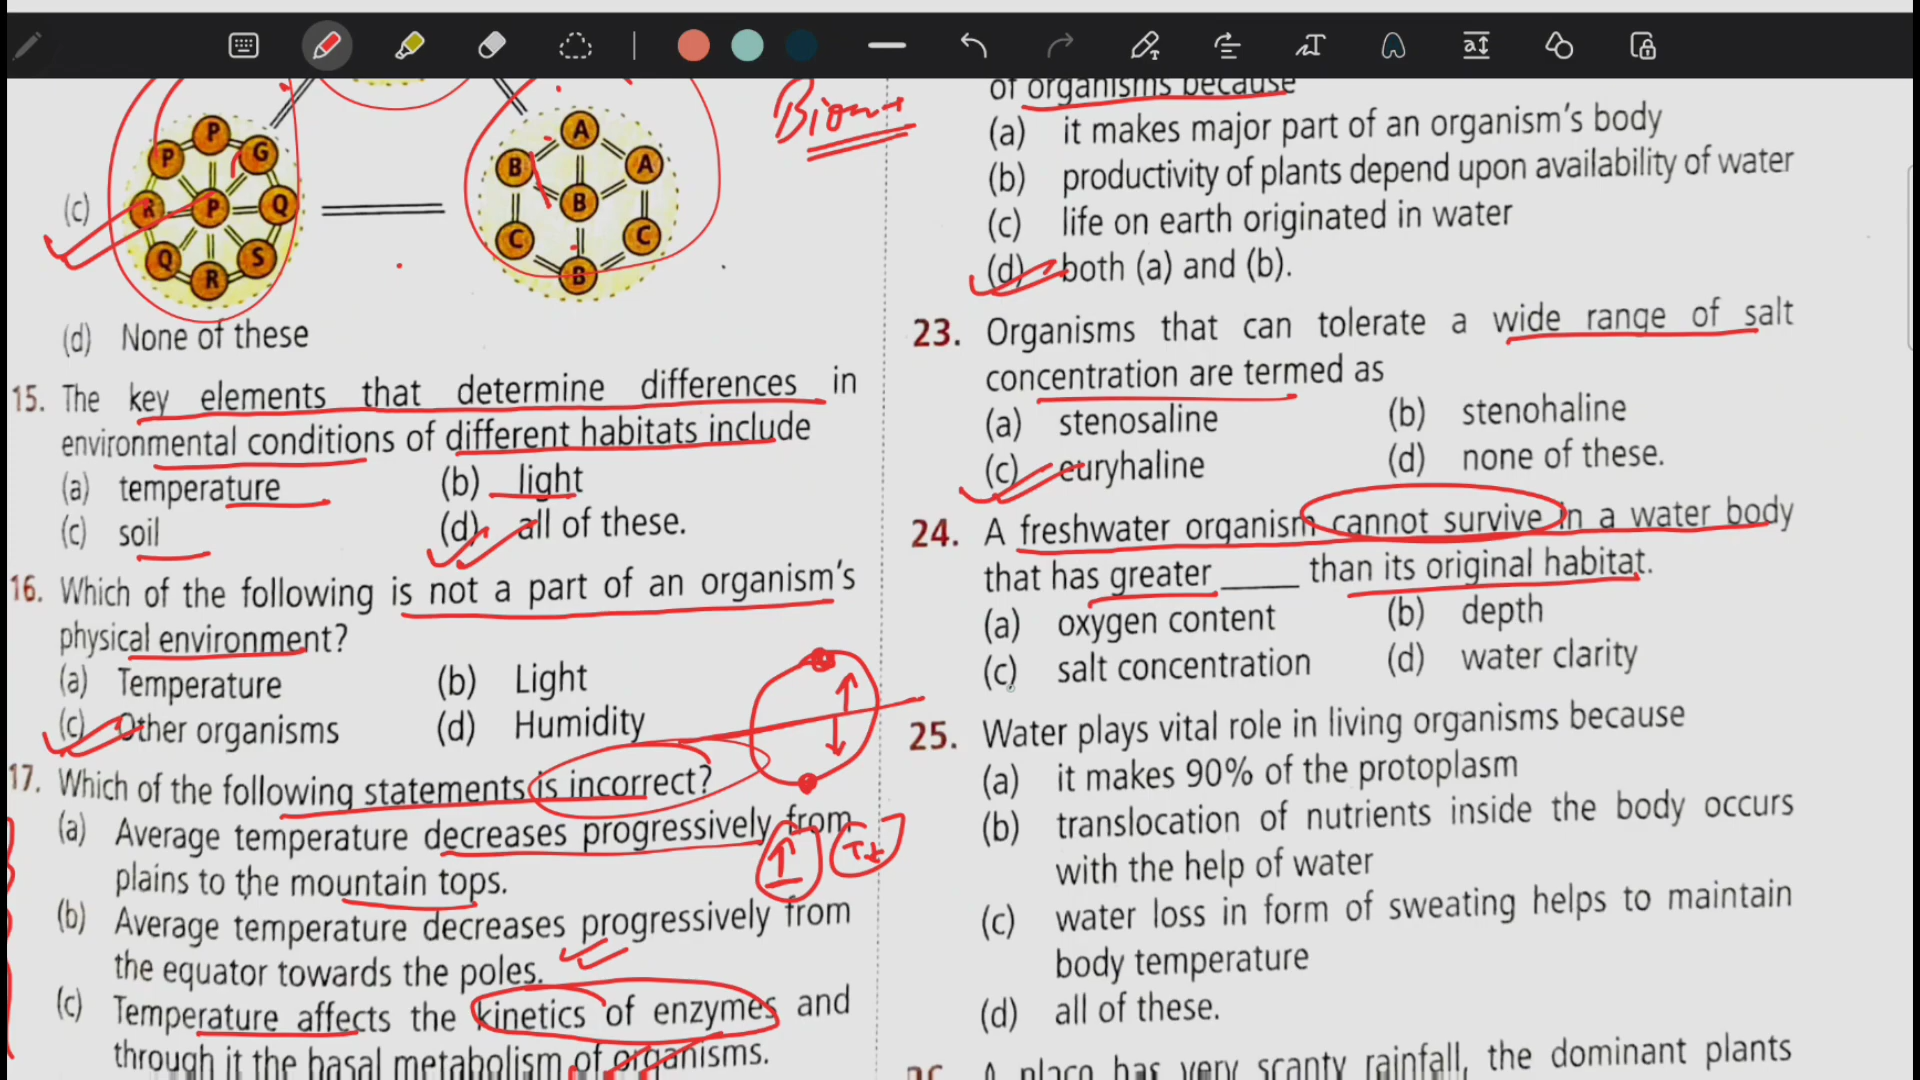 P
P G
(c) R P Q
Q S
R
A
B A
B
C C
B
(d) None of these
15. The key elements that determine differences in
environmental conditions of different habitats include
(a) temperature (b) light
(c) soil (d) all of these.
16. Which of the following is not a part of an organism's
physical environment?
(a) Temperature (b) Light
(c) Other organisms (d) Humidity
17. Which of the following statements is incorrect?
(a) Average temperature decreases progressively from
plains to the mountain tops.
(b) Average temperature decreases progressively from
the equator towards the poles.
(c) Temperature affects the kinetics of enzymes and
through it the basal metabolism of organisms.
of organisms because
(a) it makes major part of an organism's body
(b) productivity of plants depend upon availability of water
(c) life on earth originated in water
(d) both (a) and (b).
23. Organisms that can tolerate a wide range of salt
concentration are termed as
(a) stenosaline (b) stenohaline
(c) euryhaline (d) none of these.
24. A freshwater organism cannot survive in a water body
that has greater _____ than its original habitat.
(a) oxygen content (b) depth
(c) salt concentration (d) water clarity
25. Water plays vital role in living organisms because
(a) it makes 90% of the protoplasm
(b) translocation of nutrients inside the body occurs
with the help of water
(c) water loss in form of sweating helps to maintain
body temperature
(d) all of these.
A place has very scanty rainfall, the dominant plants